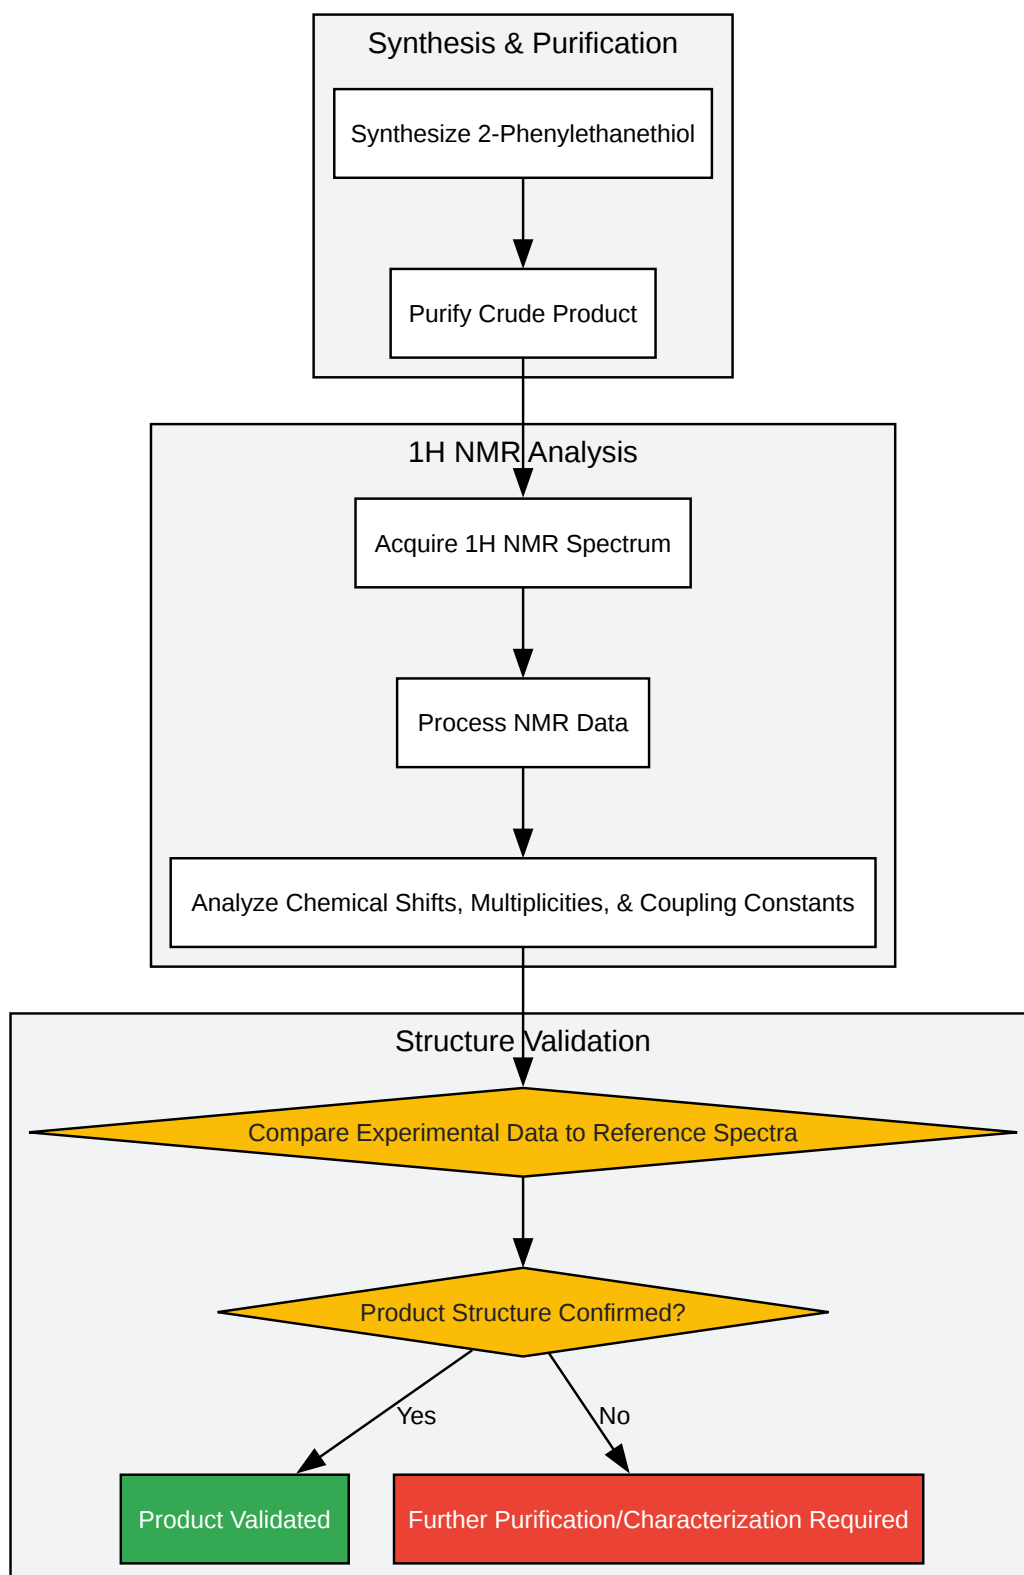 Synthesis & Purification
Synthesize 2-Phenylethanethiol
Purify Crude Product
1H NMR Analysis
Acquire 1H NMR Spectrum
Process NMR Data
Analyze Chemical Shifts, Multiplicities, & Coupling Constants
Structure Validation
Compare Experimental Data to Reference Spectra
Product Structure Confirmed?
Yes
No
Product Validated
Further Purification/Characterization Required